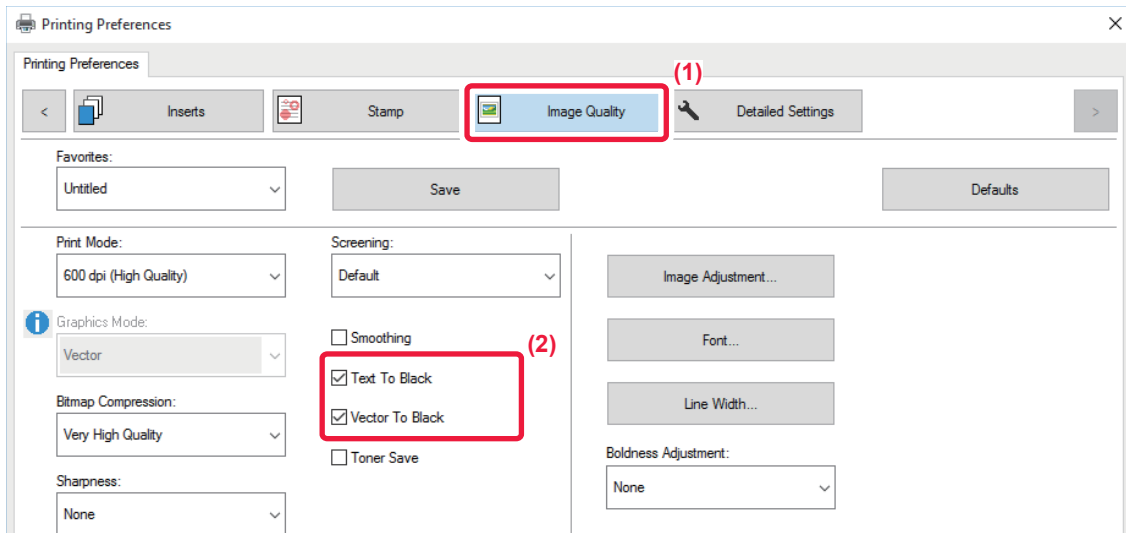 Printing Preferences
Printing Preferences
(1)
<
Inserts
Stamp
Image Quality
Detailed Settings
>
Favorites:
Untitled
Save
Defaults
Print Mode:
600 dpi (High Quality)
Screening:
Default
Image Adjustment...
Graphics Mode:
Vector
Smoothing
(2)
Font...
Text To Black
Bitmap Compression:
Very High Quality
Vector To Black
Line Width...
Toner Save
Boldness Adjustment:
None
Sharpness:
None